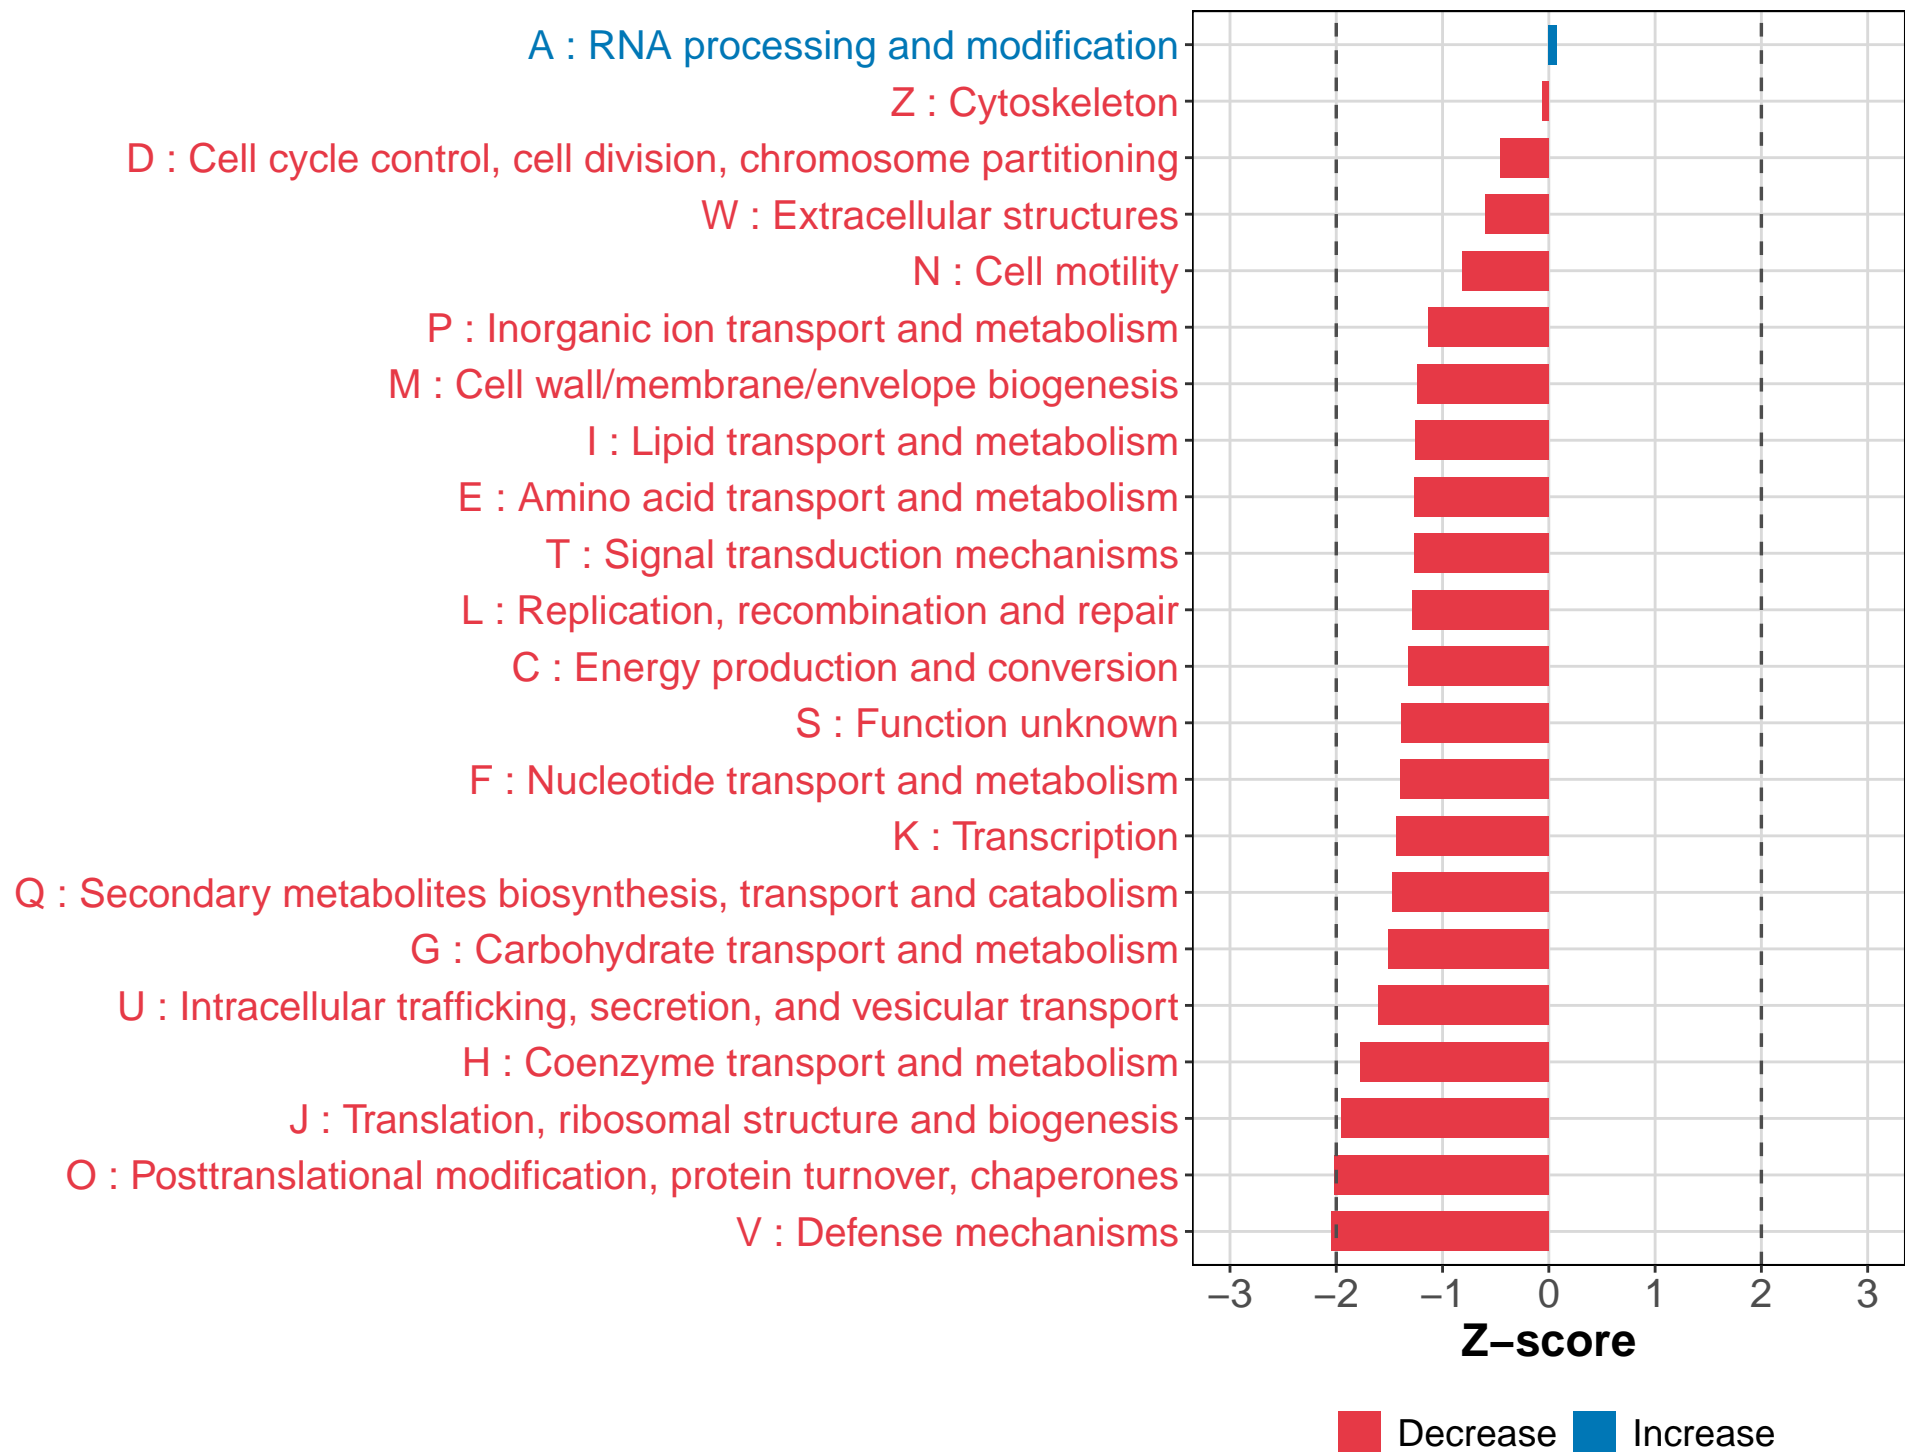 A : RNA processing and modification
Z : Cytoskeleton
D : Cell cycle control, cell division, chromosome partitioning
W : Extracellular structures
N : Cell motility
P : Inorganic ion transport and metabolism
M : Cell wall/membrane/envelope biogenesis
I : Lipid transport and metabolism
E : Amino acid transport and metabolism
T : Signal transduction mechanisms
L : Replication, recombination and repair
C : Energy production and conversion
S : Function unknown
F : Nucleotide transport and metabolism
K : Transcription
Q : Secondary metabolites biosynthesis, transport and catabolism
G : Carbohydrate transport and metabolism
U : Intracellular trafficking, secretion, and vesicular transport
H : Coenzyme transport and metabolism
J : Translation, ribosomal structure and biogenesis
O : Posttranslational modification, protein turnover, chaperones
V : Defense mechanisms
−3 −2 −1 0 1 2 3
Z−score
Decrease Increase